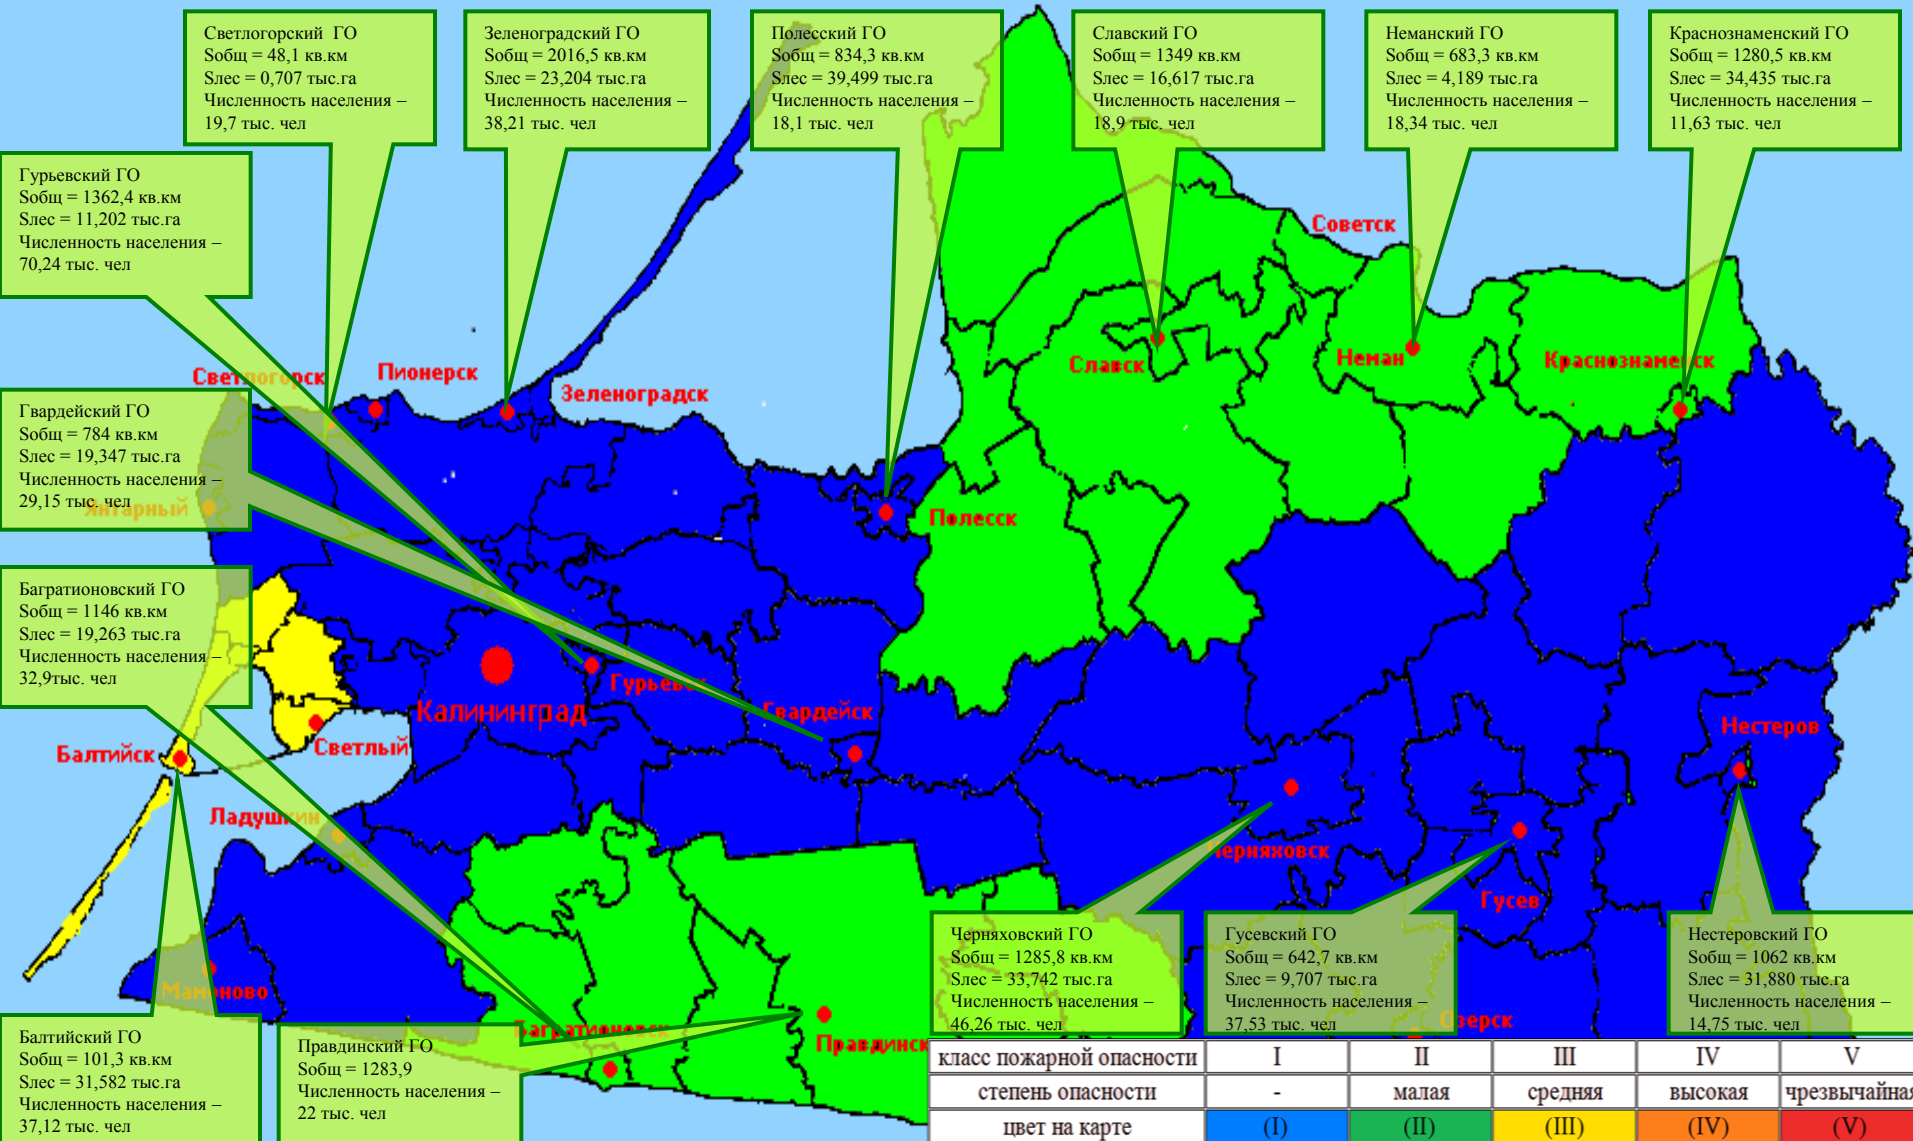 Светлогорский ГО
Sобщ = 48,1 кв.км
Sлес = 0,707 тыс.га
Численность населения –
19,7 тыс. чел
Зеленоградский ГО
Sобщ = 2016,5 кв.км
Sлес = 23,204 тыс.га
Численность населения –
38,21 тыс. чел
Полесский ГО
Sобщ = 834,3 кв.км
Sлес = 39,499 тыс.га
Численность населения –
18,1 тыс. чел
Славский ГО
Sобщ = 1349 кв.км
Sлес = 16,617 тыс.га
Численность населения –
18,9 тыс. чел
Неманский ГО
Sобщ = 683,3 кв.км
Sлес = 4,189 тыс.га
Численность населения –
18,34 тыс. чел
Краснознаменский ГО
Sобщ = 1280,5 кв.км
Sлес = 34,435 тыс.га
Численность населения –
11,63 тыс. чел
Гурьевский ГО
Sобщ = 1362,4 кв.км
Sлес = 11,202 тыс.га
Численность населения –
70,24 тыс. чел
Советск
Славск
Неман
Краснознаменск
Светлогорск
Пионерск
Зеленоградск
Гвардейский ГО
Sобщ = 784 кв.км
Sлес = 19,347 тыс.га
Численность населения –
29,15 тыс. чел
Янтарный
Полесск
Багратионовский ГО
Sобщ = 1146 кв.км
Sлес = 19,263 тыс.га
Численность населения –
32,9тыс. чел
Гурьевск
Калининград
Гвардейск
Нестеров
Балтийск
Светлый
Ладушкин
Черняховск
Гусев
Мамоново
Багратионовск
Правдинск
Озерск
Черняховский ГО
Sобщ = 1285,8 кв.км
Sлес = 33,742 тыс.га
Численность населения –
46,26 тыс. чел
Гусевский ГО
Sобщ = 642,7 кв.км
Sлес = 9,707 тыс.га
Численность населения –
37,53 тыс. чел
Нестеровский ГО
Sобщ = 1062 кв.км
Sлес = 31,880 тыс.га
Численность населения –
14,75 тыс. чел
Балтийский ГО
Sобщ = 101,3 кв.км
Sлес = 31,582 тыс.га
Численность населения –
37,12 тыс. чел
Правдинский ГО
Sобщ = 1283,9
Численность населения –
22 тыс. чел
класс пожарной опасности I II III IV V
степень опасности - малая средняя высокая чрезвычайная
цвет на карте (I) (II) (III) (IV) (V)